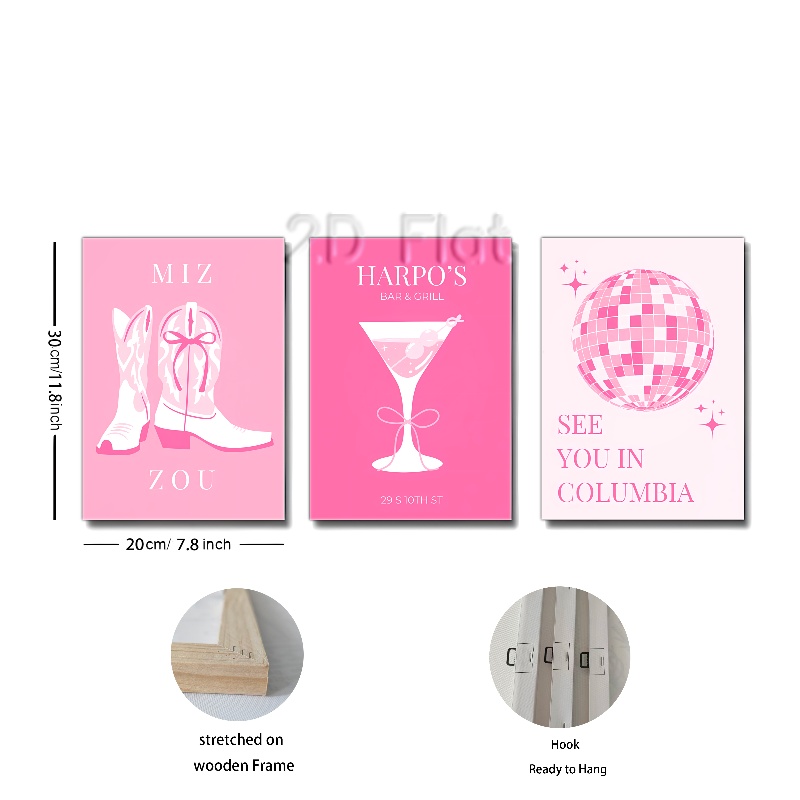 2D Flat
MIZ
ZOU
HARPO'S
BAR & GRILL
29 S 10TH ST
SEE
YOU IN
COLUMBIA
30cm/11.8inch
20cm/ 7.8 inch
stretched on
wooden Frame
Hook
Ready to Hang